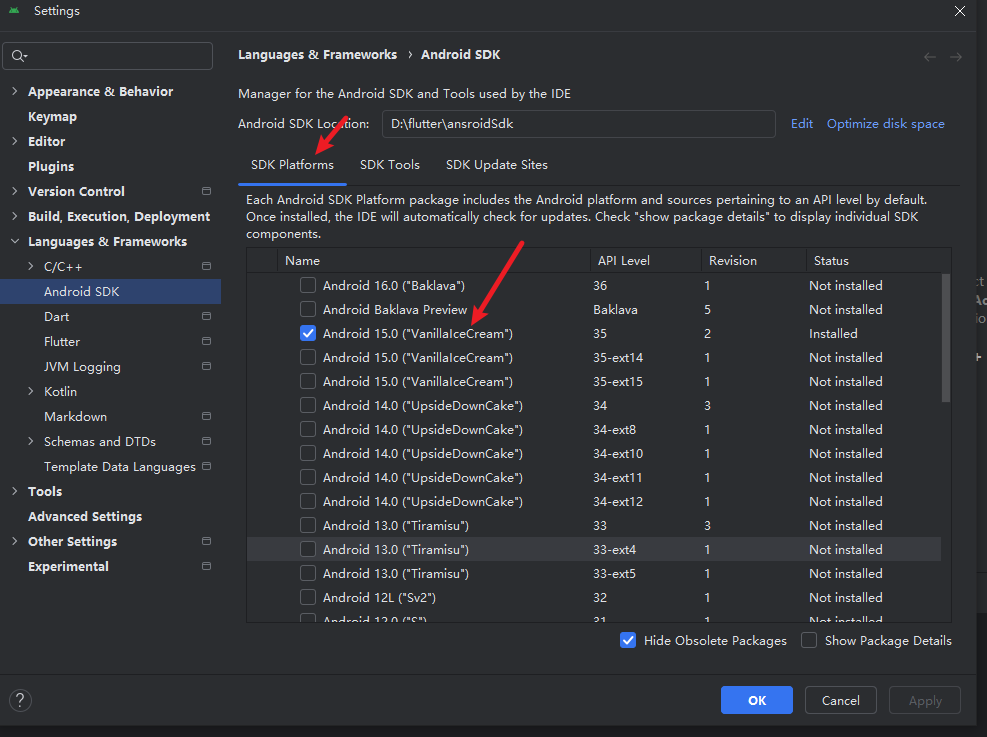 Settings
Languages & Frameworks › Android SDK
Appearance & Behavior
Keymap
Editor
Plugins
Version Control
Build, Execution, Deployment
Languages & Frameworks
C/C++
Android SDK
Dart
Flutter
JVM Logging
Kotlin
Markdown
Schemas and DTDs
Template Data Languages
Tools
Advanced Settings
Other Settings
Experimental
Manager for the Android SDK and Tools used by the IDE
Android SDK Location: D:\flutter\ansroidSdk Edit Optimize disk space
SDK Platforms SDK Tools SDK Update Sites
Each Android SDK Platform package includes the Android platform and sources pertaining to an API level by default.
Once installed, the IDE will automatically check for updates. Check "show package details" to display individual SDK
components.
Name API Level Revision Status
Android 16.0 ("Baklava") 36 1 Not installed
Android Baklava Preview Baklava 5 Not installed
Android 15.0 ("VanillaIceCream") 35 2 Installed
Android 15.0 ("VanillaIceCream") 35-ext14 1 Not installed
Android 15.0 ("VanillaIceCream") 35-ext15 1 Not installed
Android 14.0 ("UpsideDownCake") 34 3 Not installed
Android 14.0 ("UpsideDownCake") 34-ext8 1 Not installed
Android 14.0 ("UpsideDownCake") 34-ext10 1 Not installed
Android 14.0 ("UpsideDownCake") 34-ext11 1 Not installed
Android 14.0 ("UpsideDownCake") 34-ext12 1 Not installed
Android 13.0 ("Tiramisu") 33 3 Not installed
Android 13.0 ("Tiramisu") 33-ext4 1 Not installed
Android 13.0 ("Tiramisu") 33-ext5 1 Not installed
Android 12L ("Sv2") 32 1 Not installed
Android 12.0 ("S") 31 1 Not installed
Hide Obsolete Packages Show Package Details
? OK Cancel Apply